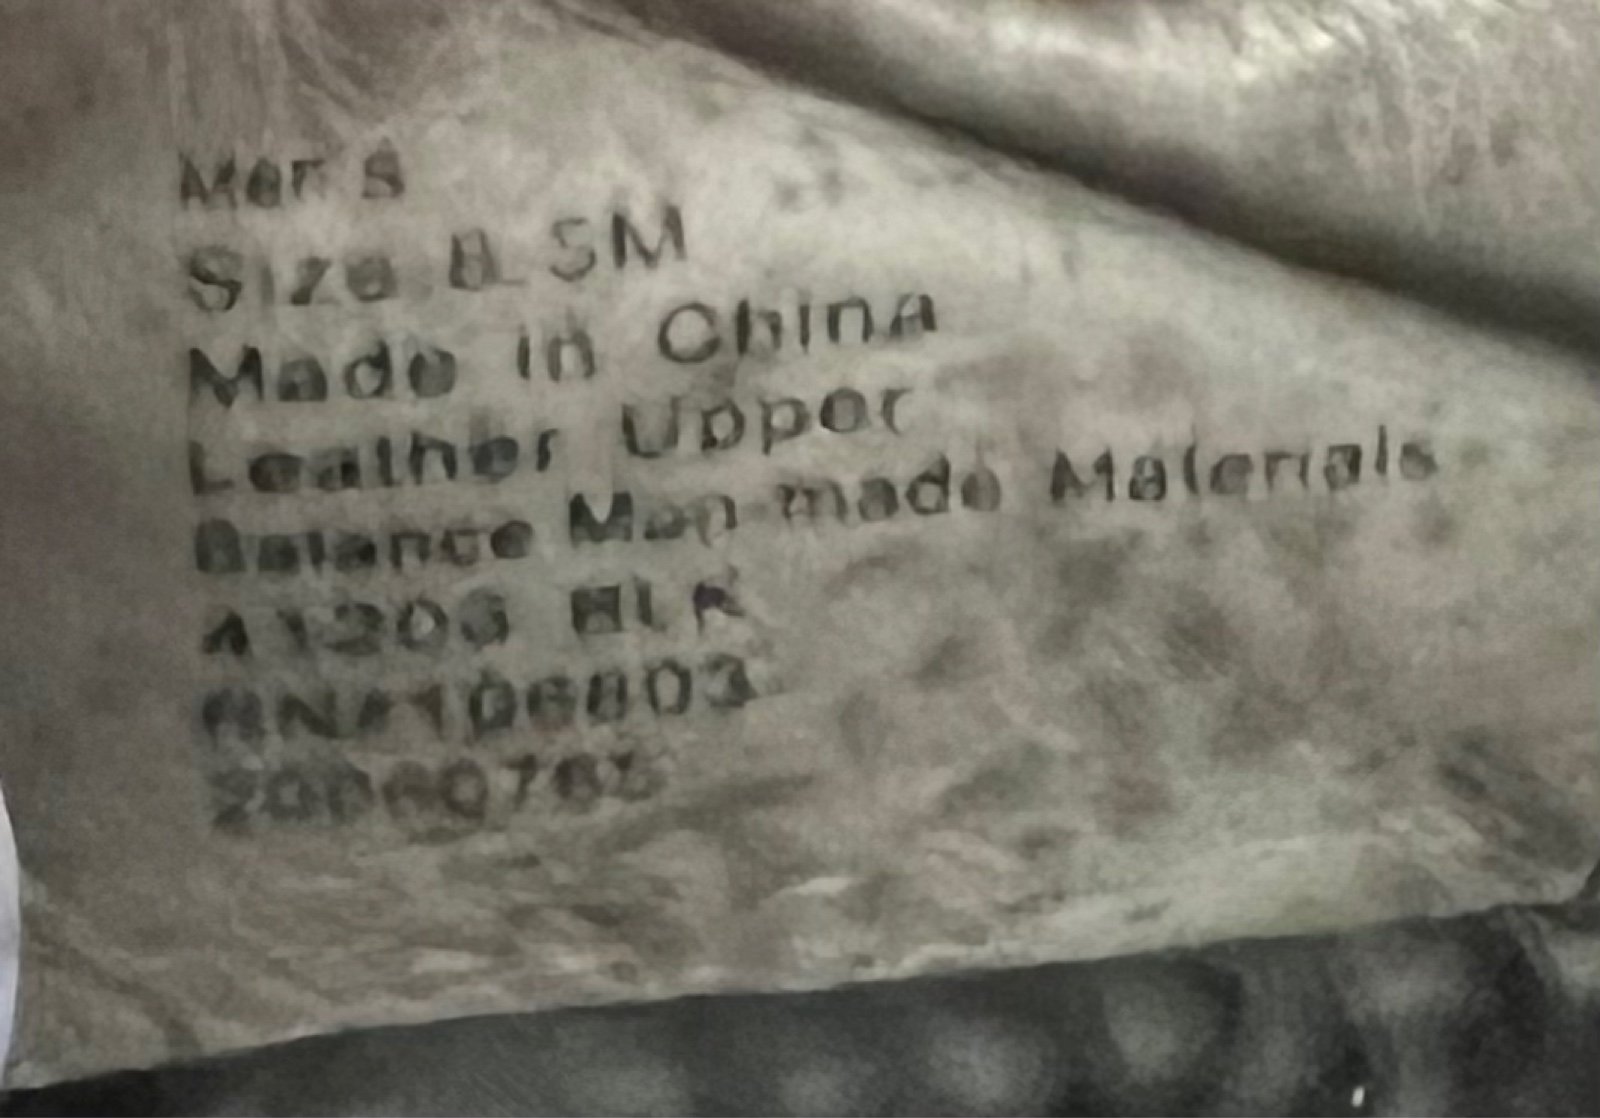 Men's
Size 8.5M
Made in China
Leather Upper
Balance Man-made Materials
A1206 BLK
RN#106803